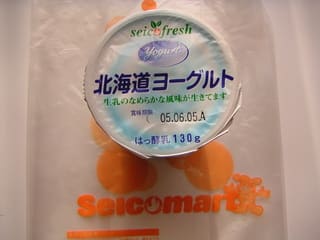 seicofresh
Yogurt
北海道ヨーグルト
生乳のなめらかな風味が生きてます
賞味期限
05.06.05.A
はっ酵乳 130g
Seicomart